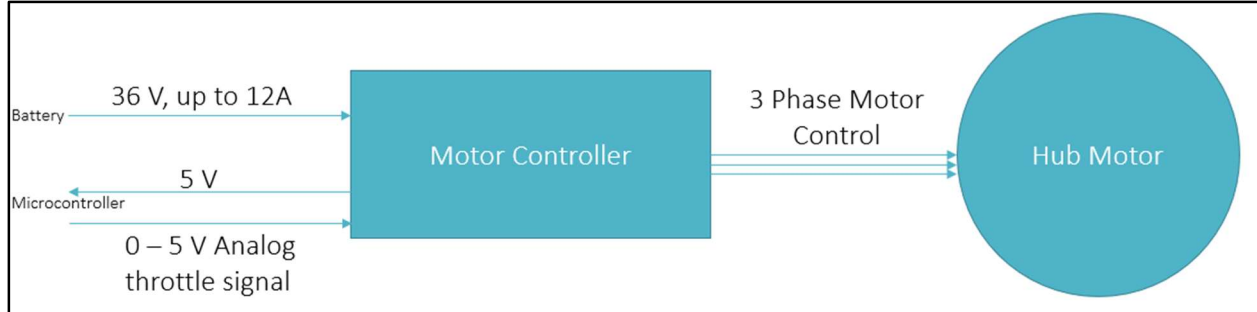 36 V, up to 12A
Battery
5 V
Microcontroller
0 – 5 V Analog
throttle signal
Motor Controller
3 Phase Motor
Control
Hub Motor